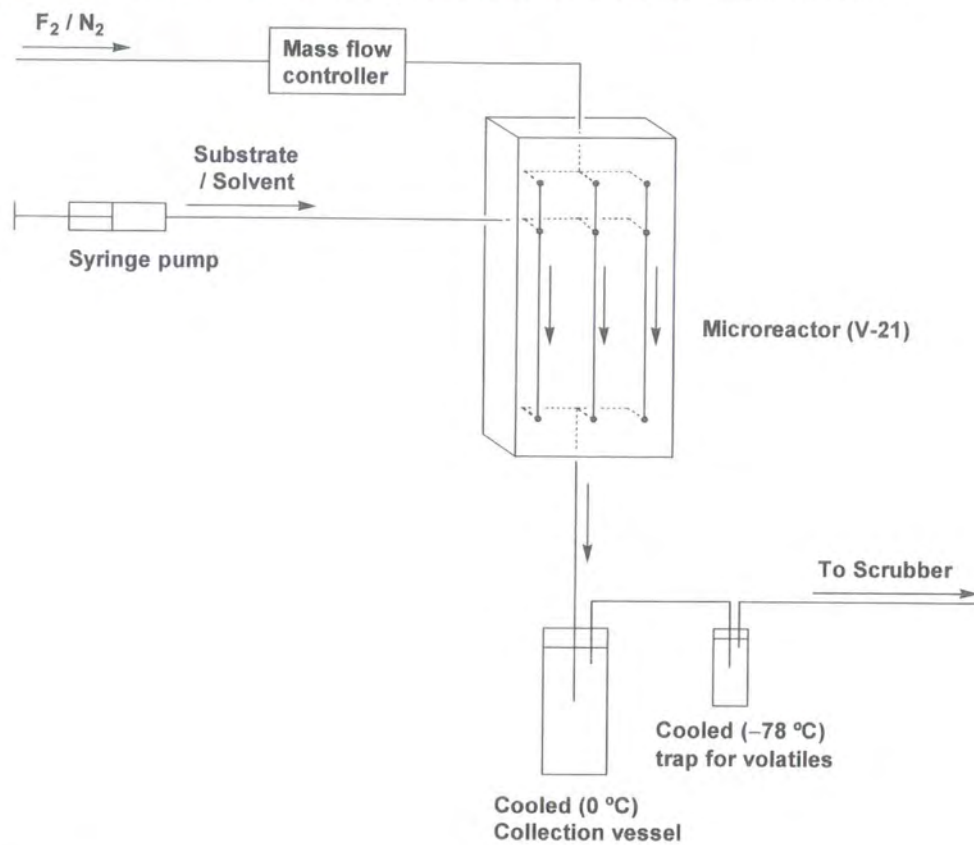 F2 / N2
Mass flow
controller
Substrate
/ Solvent
Syringe pump
Microreactor (V-21)
To Scrubber
Cooled (–78 ºC)
trap for volatiles
Cooled (0 ºC)
Collection vessel